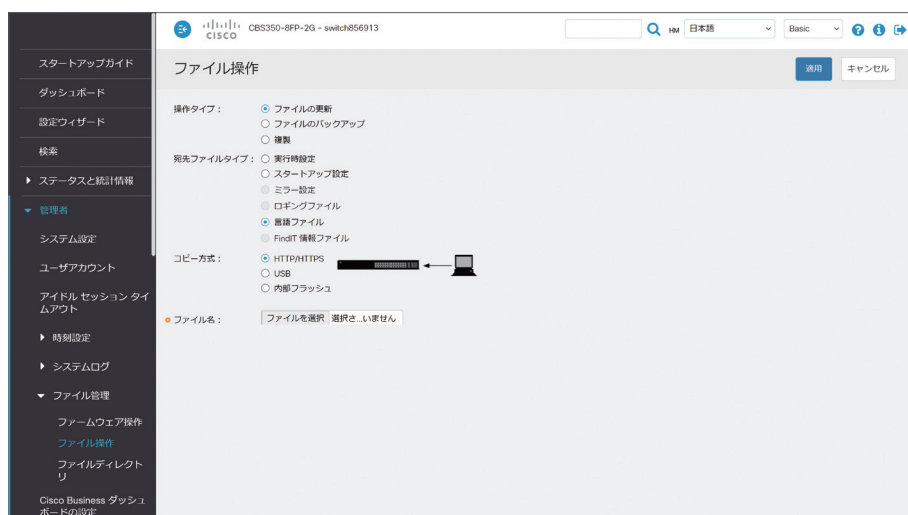 CISCO
CBS350-8FP-2G - switch856913
HM
日本語
Basic
スタートアップガイド
ダッシュボード
設定ウィザード
検索
ステータスと統計情報
管理者
システム設定
ユーザアカウント
アイドル セッション タイ
ムアウト
時刻設定
システムログ
ファイル管理
ファームウェア操作
ファイル操作
ファイルディレクト
リ
Cisco Business ダッシュ
ボードの設定
ファイル操作
適用
キャンセル
操作タイプ:
ファイルの更新
ファイルのバックアップ
複製
宛先ファイルタイプ:
実行時設定
スタートアップ設定
ミラー設定
ロギングファイル
言語ファイル
FindIT 情報ファイル
コピー方式:
HTTP/HTTPS
USB
内部フラッシュ
ファイル名:
ファイルを選択
選択さ...いません